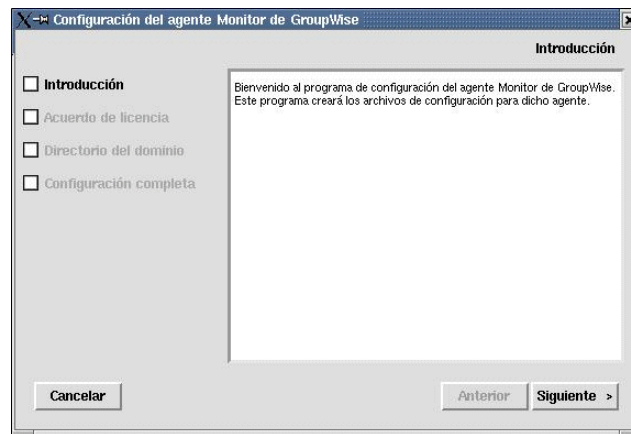 Configuración del agente Monitor de GroupWise
Introducción
Introducción
Acuerdo de licencia
Directorio del dominio
Configuración completa
Bienvenido al programa de configuración del agente Monitor de GroupWise.
Este programa creará los archivos de configuración para dicho agente.
Cancelar
Anterior
Siguiente >